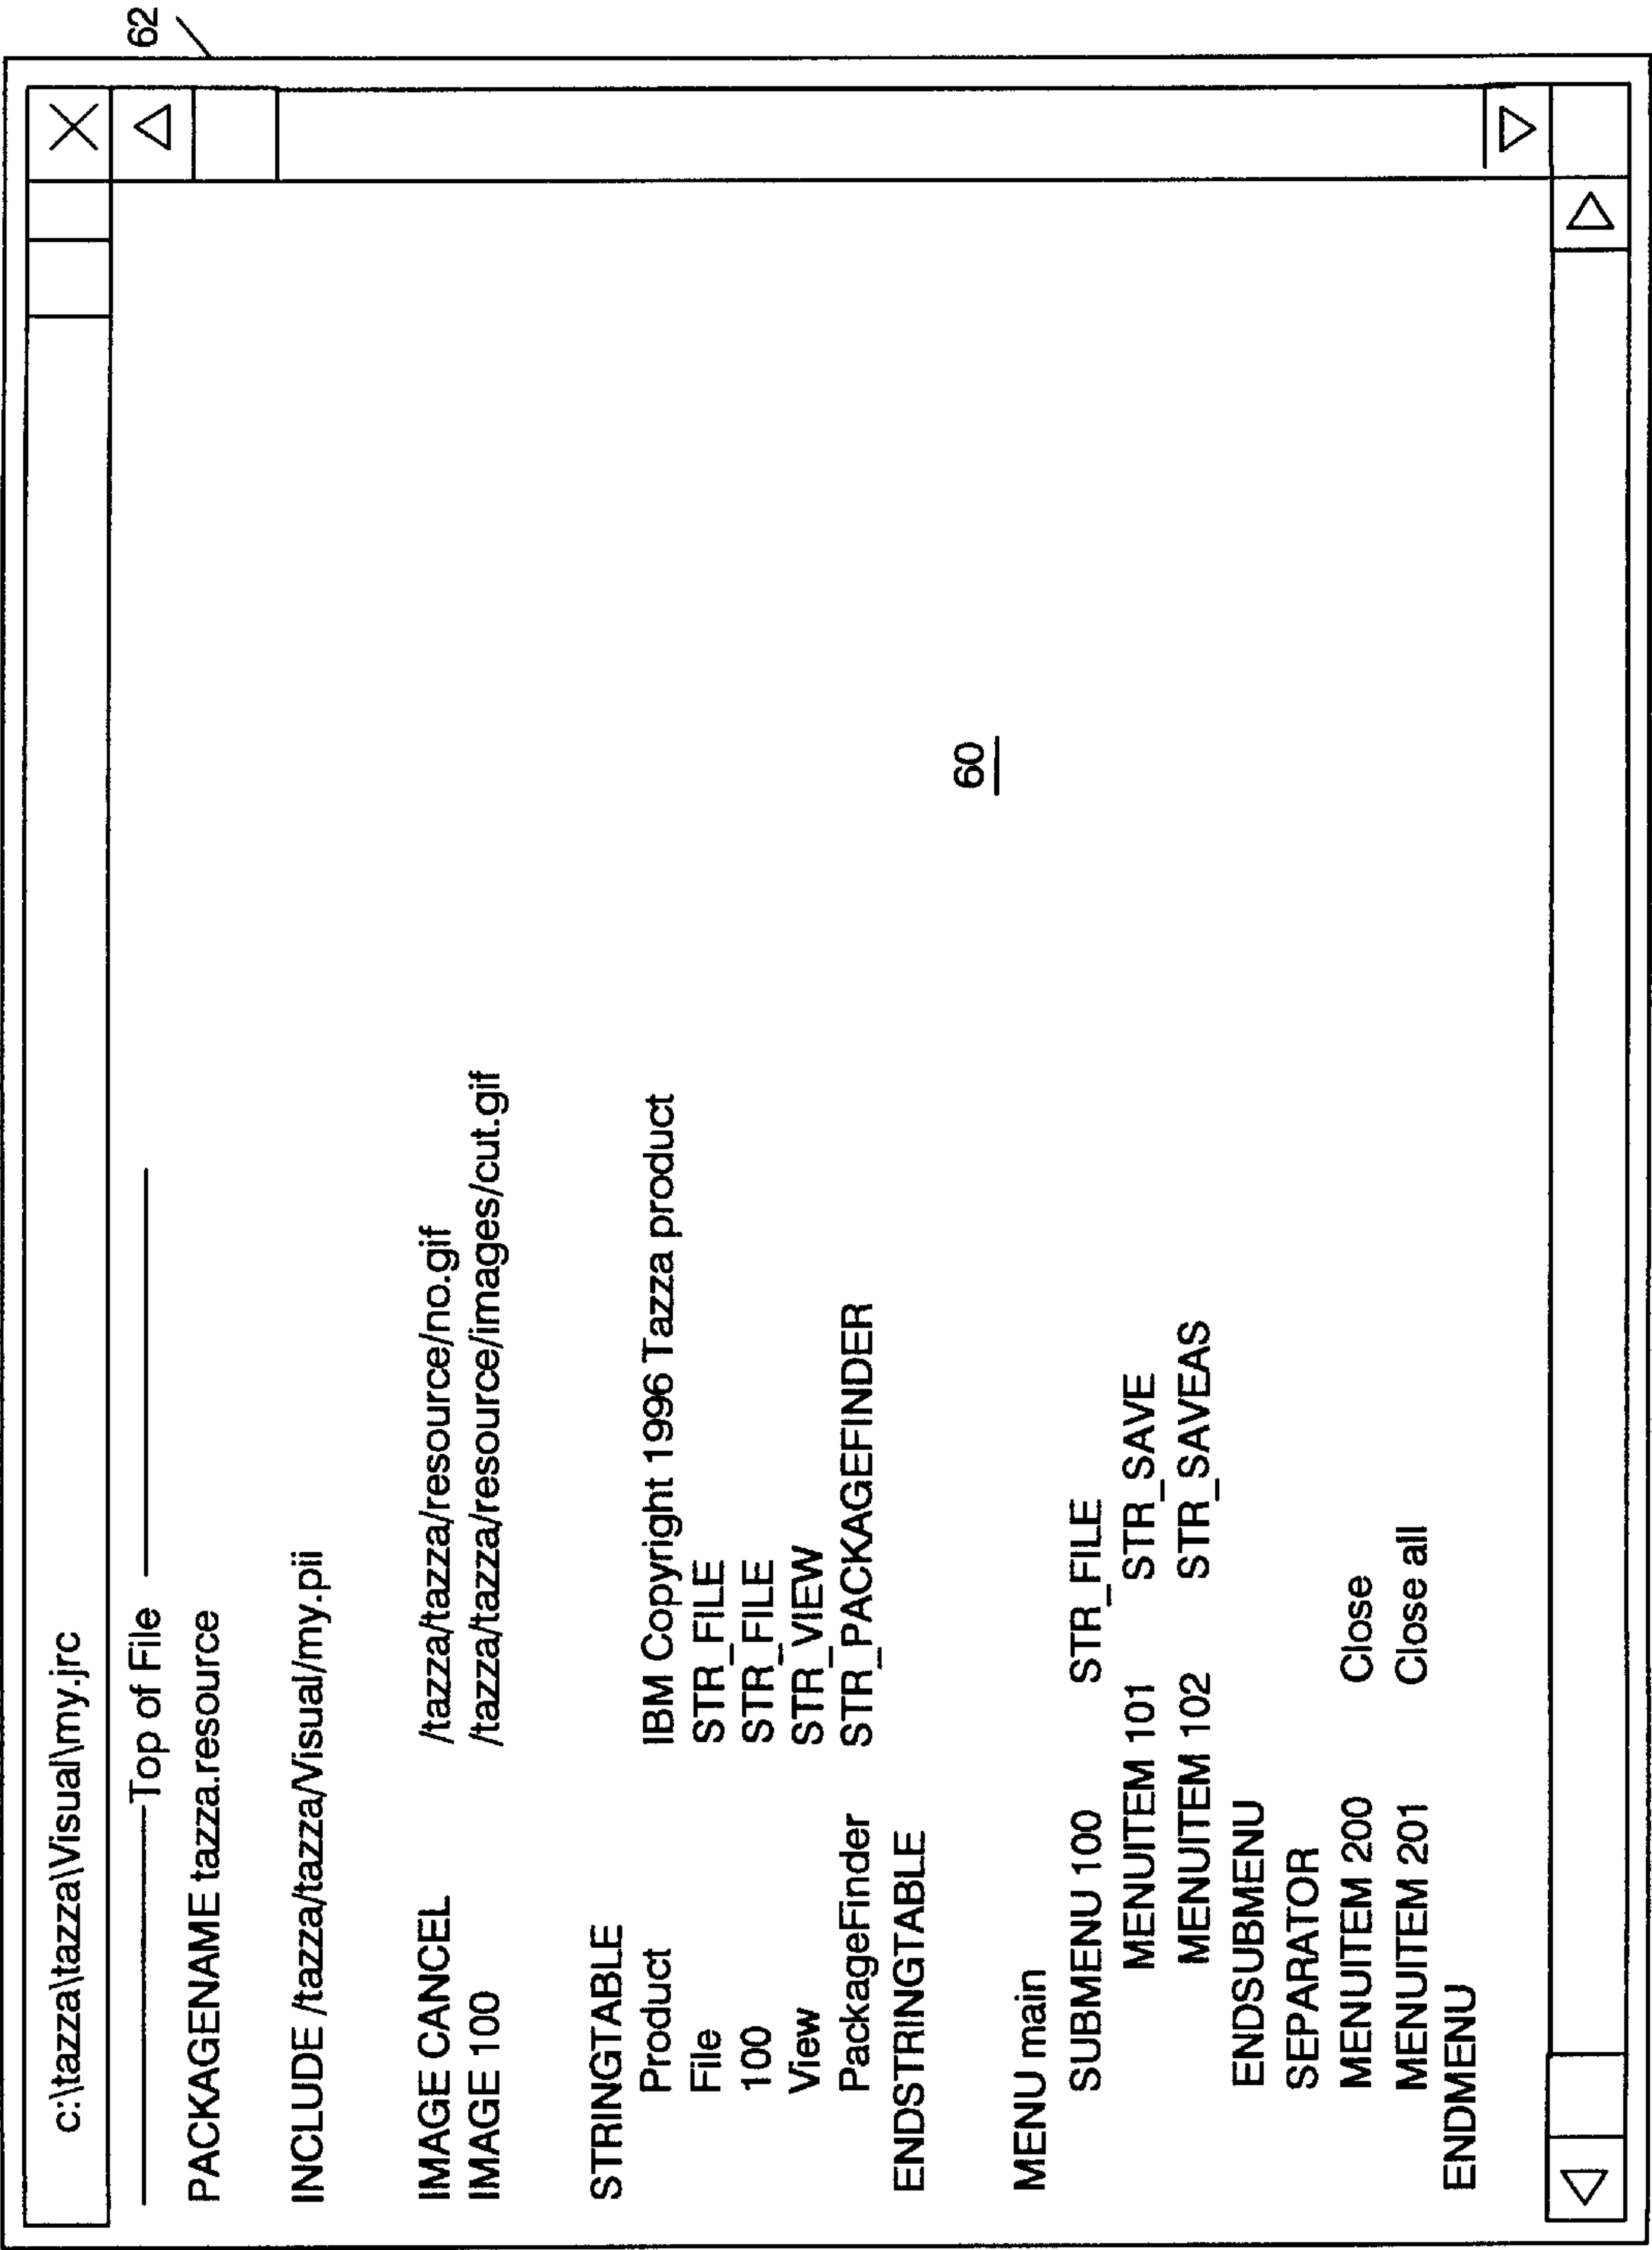 c:\tazza\tazza\Visual\my.jrc
62
Top of File
PACKAGENAME tazza.resource
INCLUDE /tazza/tazza/Visual/my.pii
IMAGE CANCEL /tazza/tazza/resource/no.gif
IMAGE 100 /tazza/tazza/resource/images/cut.gif
STRINGTABLE
Product IBM Copyright 1996 Tazza product
File STR_FILE
100 STR_FILE
View STR_VIEW
PackageFinder STR_PACKAGEFINDER
ENDSTRINGTABLE
60
MENU main
SUBMENU 100 STR_FILE
MENUITEM 101 STR_SAVE
MENUITEM 102 STR_SAVEAS
ENDSUBMENU
SEPARATOR
MENUITEM 200 Close
MENUITEM 201 Close all
ENDMENU